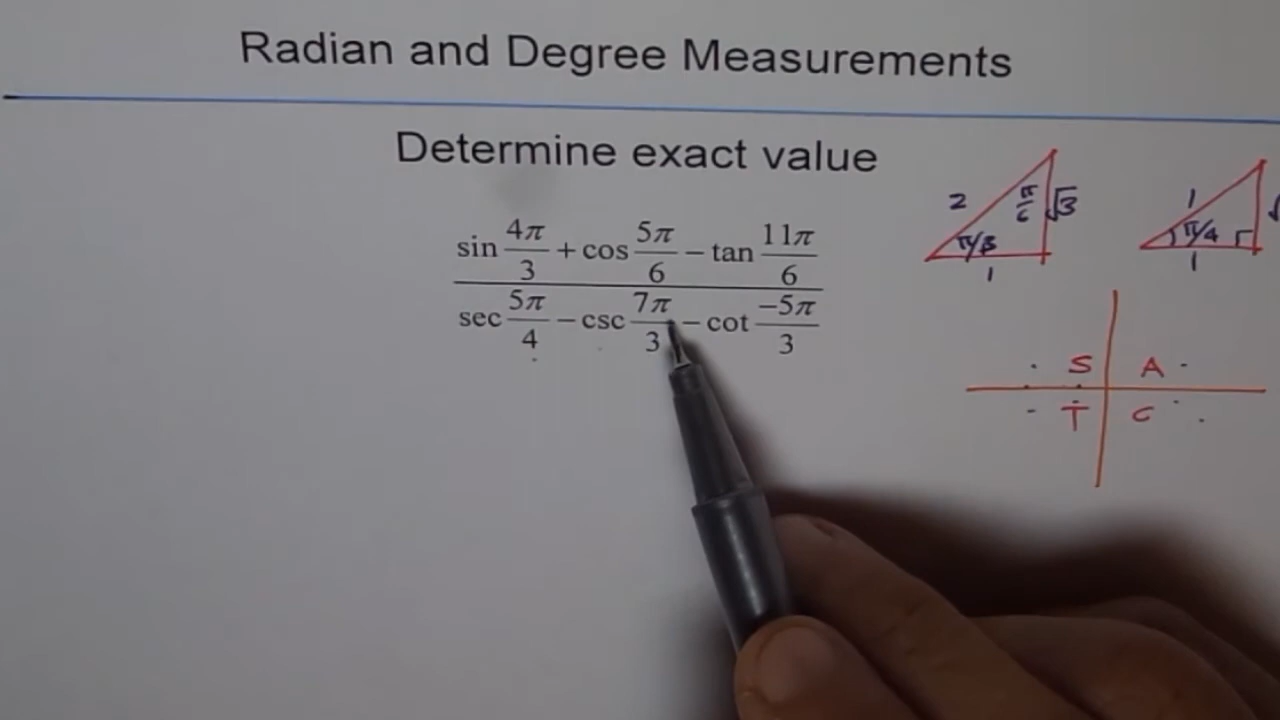 Radian and Degree Measurements
Determine exact value
sin 4π/3 + cos 5π/6 − tan 11π/6
sec 5π/4 − csc 7π/3 − cot −5π/3
2 π/6 √3
π/3
1
1
π/4
1
S A
T C